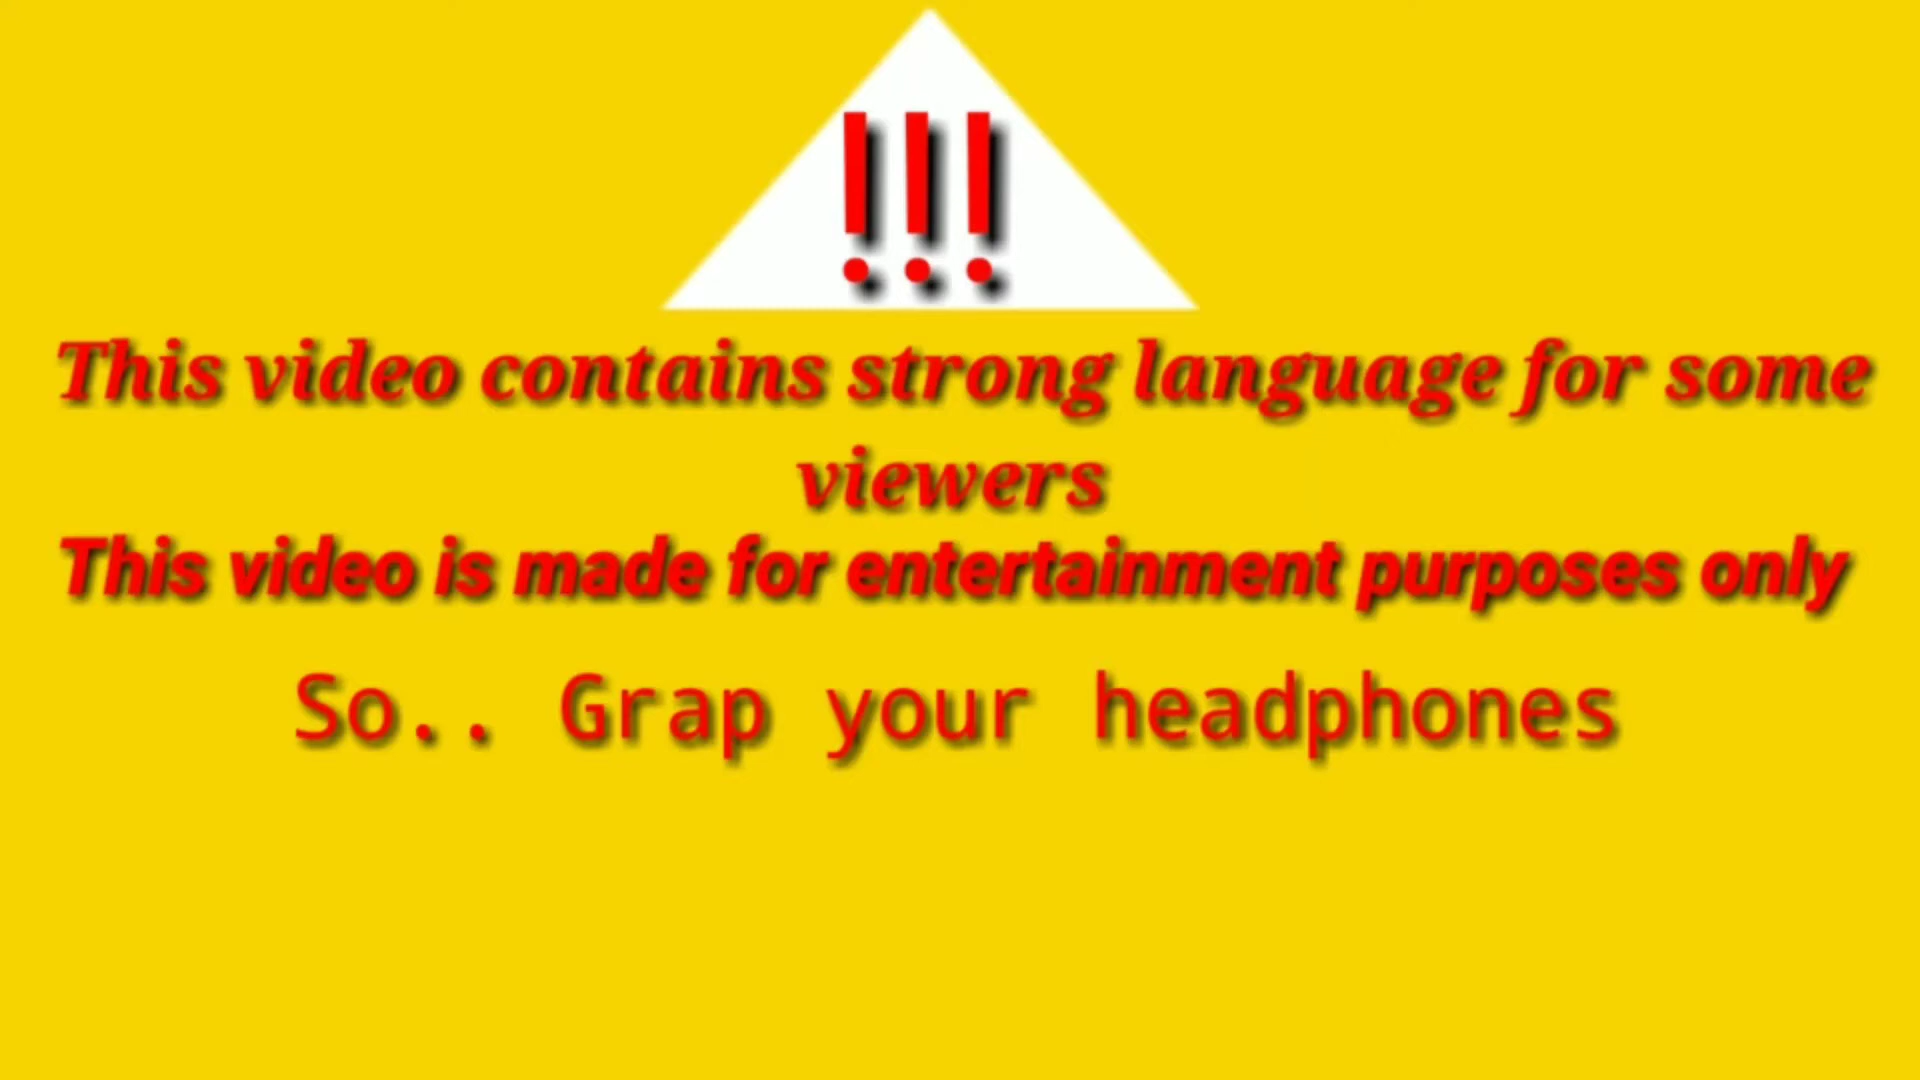 !!!
This video contains strong language for some
viewers
This video is made for entertainment purposes only
So.. Grap your headphones